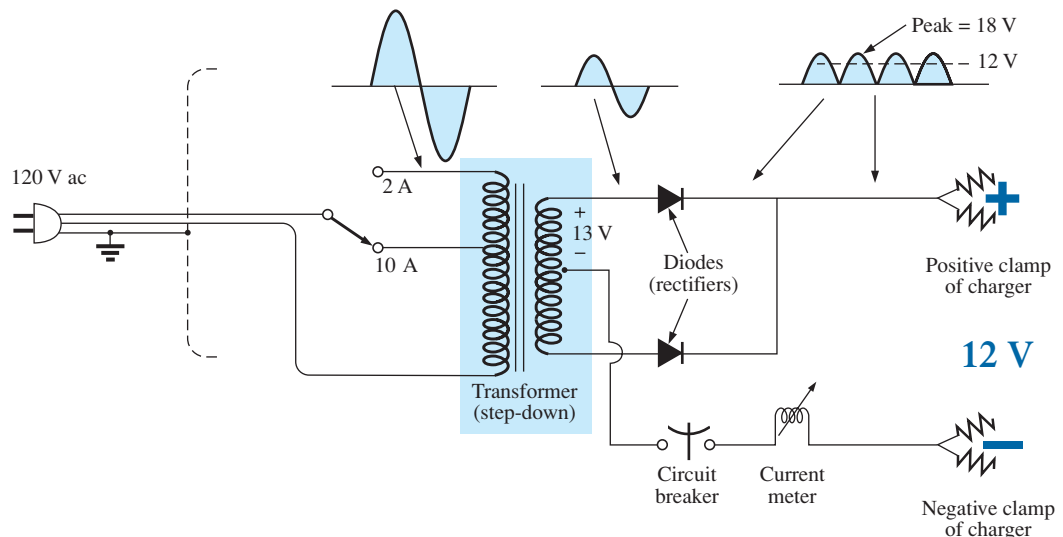 Peak = 18 V
12 V
120 V ac
2 A
10 A
+
13 V
−
Diodes
(rectifiers)
Transformer
(step-down)
+
Positive clamp
of charger
12 V
Circuit
breaker
Current
meter
−
Negative clamp
of charger